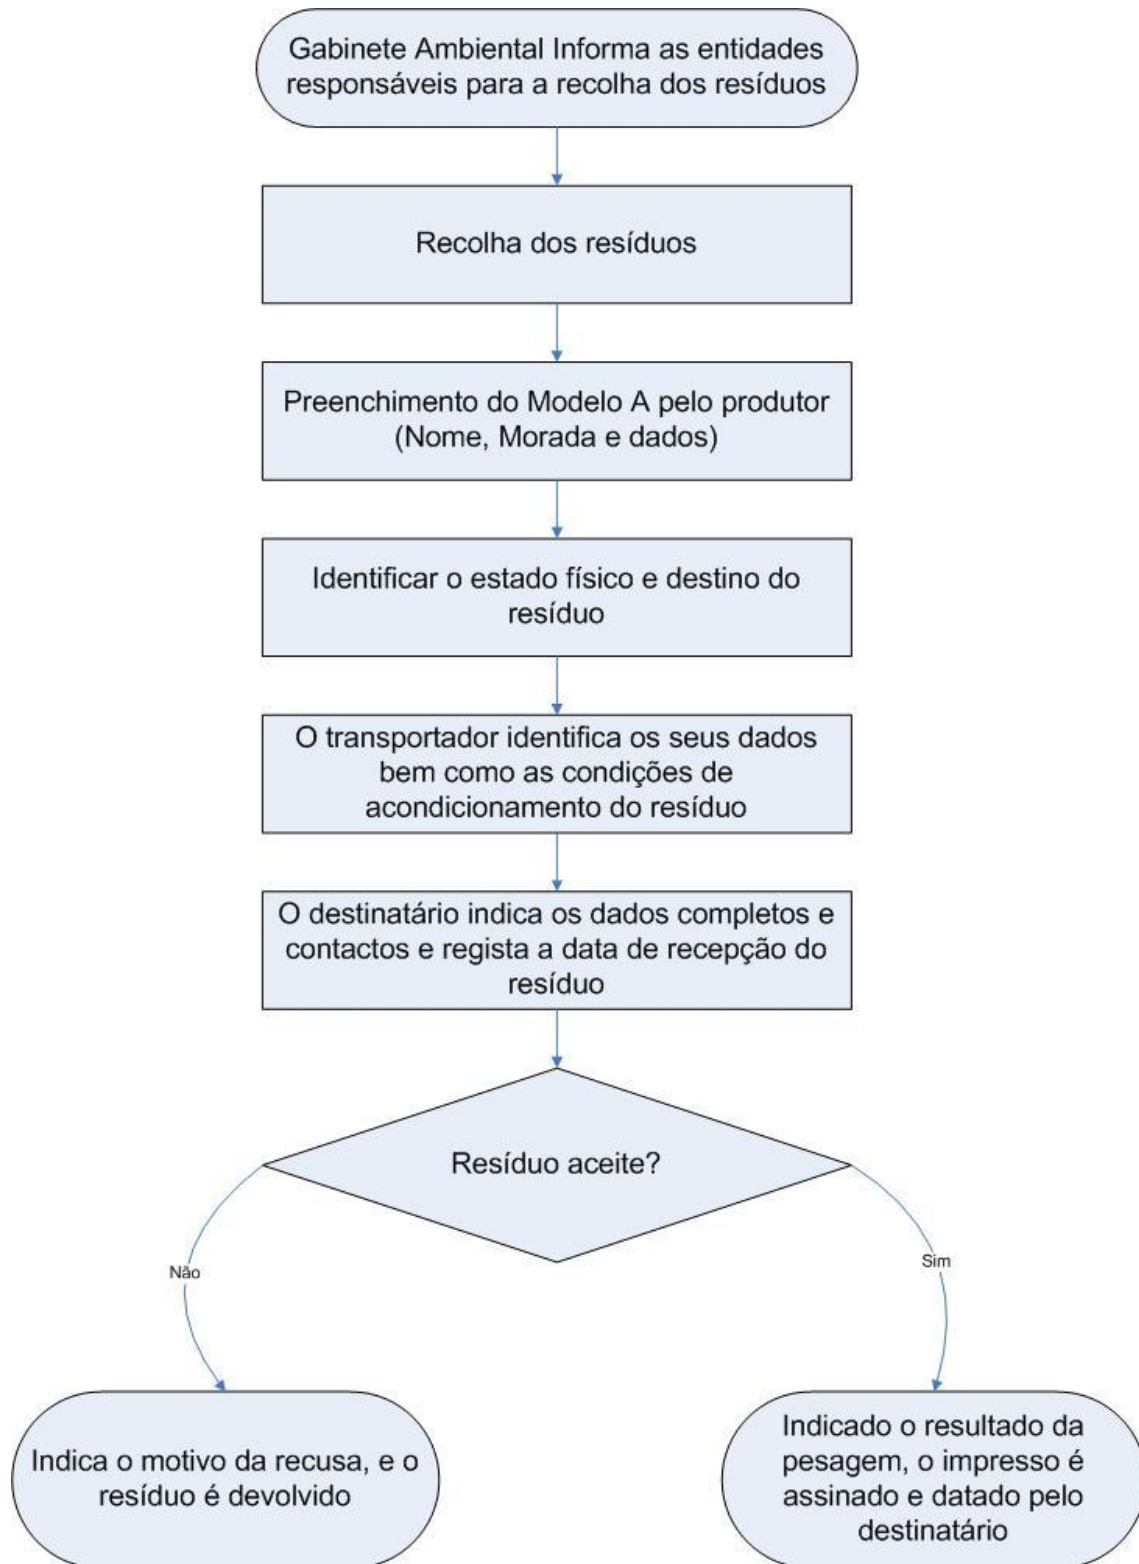 Gabinete Ambiental Informa as entidades
responsáveis para a recolha dos resíduos
Recolha dos resíduos
Preenchimento do Modelo A pelo produtor
(Nome, Morada e dados)
Identificar o estado físico e destino do
resíduo
O transportador identifica os seus dados
bem como as condições de
acondicionamento do resíduo
O destinatário indica os dados completos e
contactos e regista a data de recepção do
resíduo
Resíduo aceite?
Não
Sim
Indica o motivo da recusa, e o
resíduo é devolvido
Indicado o resultado da
pesagem, o impresso é
assinado e datado pelo
destinatário